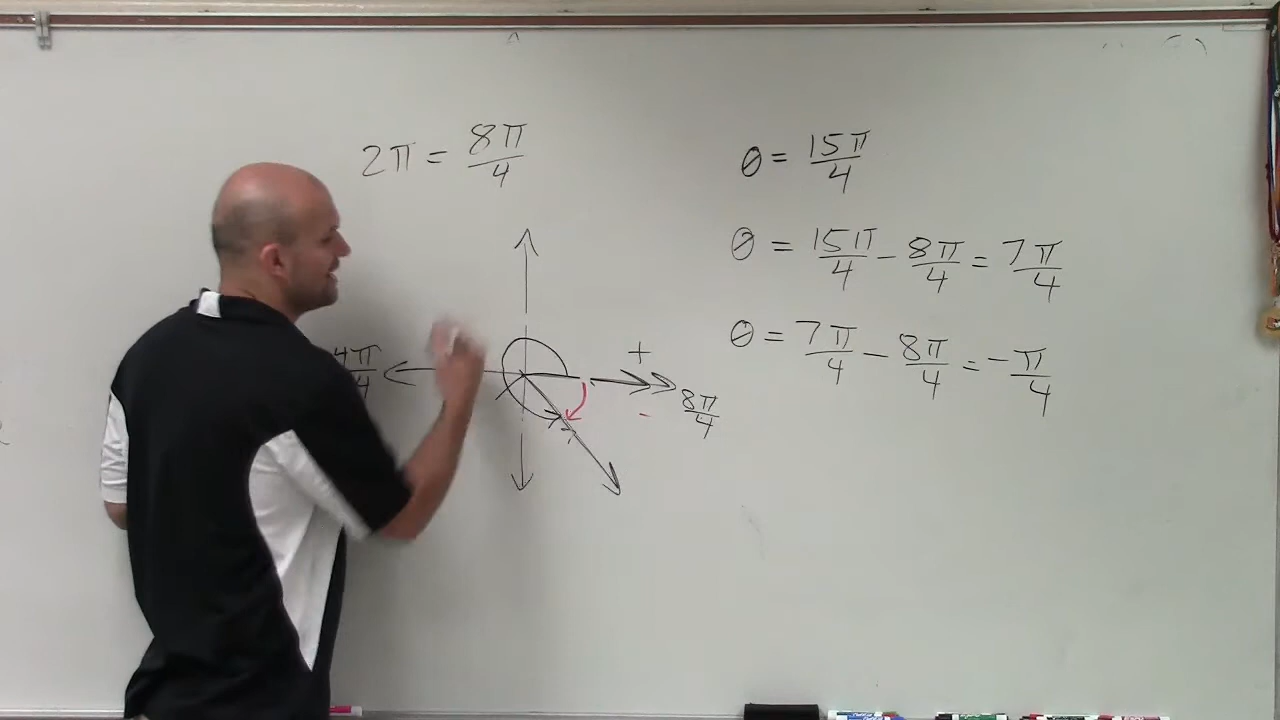 2π = 8π/4
θ = 15π/4
θ = 15π/4 − 8π/4 = 7π/4
θ = 7π/4 − 8π/4 = −π/4
4π/4
+
8π/4
-